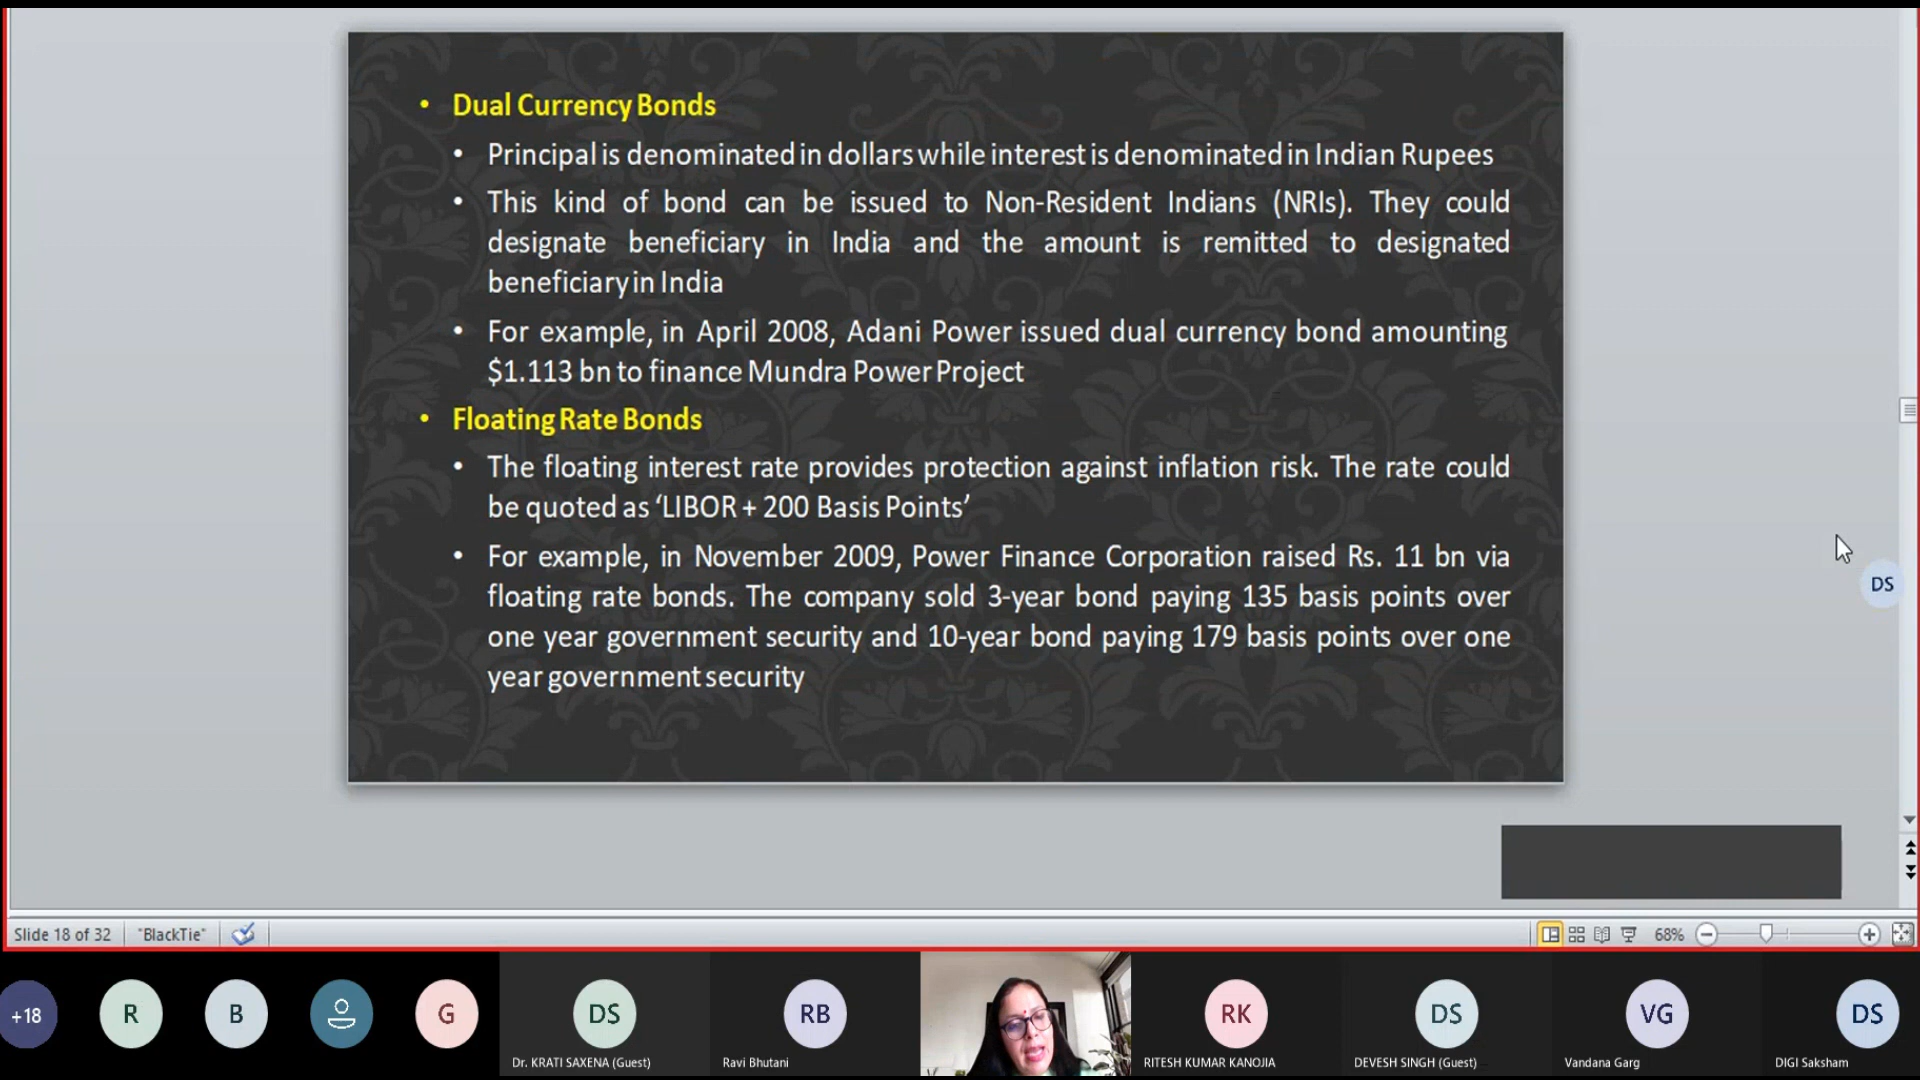 Dual Currency Bonds
Principal is denominated in dollars while interest is denominated in Indian Rupees
This kind of bond can be issued to Non-Resident Indians (NRIs). They could
designate beneficiary in India and the amount is remitted to designated
beneficiary in India
For example, in April 2008, Adani Power issued dual currency bond amounting
$1.113 bn to finance Mundra Power Project
Floating Rate Bonds
The floating interest rate provides protection against inflation risk. The rate could
be quoted as ‘LIBOR + 200 Basis Points’
For example, in November 2009, Power Finance Corporation raised Rs. 11 bn via
floating rate bonds. The company sold 3-year bond paying 135 basis points over
one year government security and 10-year bond paying 179 basis points over one
year government security
DS
Slide 18 of 32 "BlackTie" 68%
+18 R B G DS RB RK DS VG DS
Dr. KRATI SAXENA (Guest) Ravi Bhutani RITESH KUMAR KANOJIA DEVESH SINGH (Guest) Vandana Garg DIGI Saksham